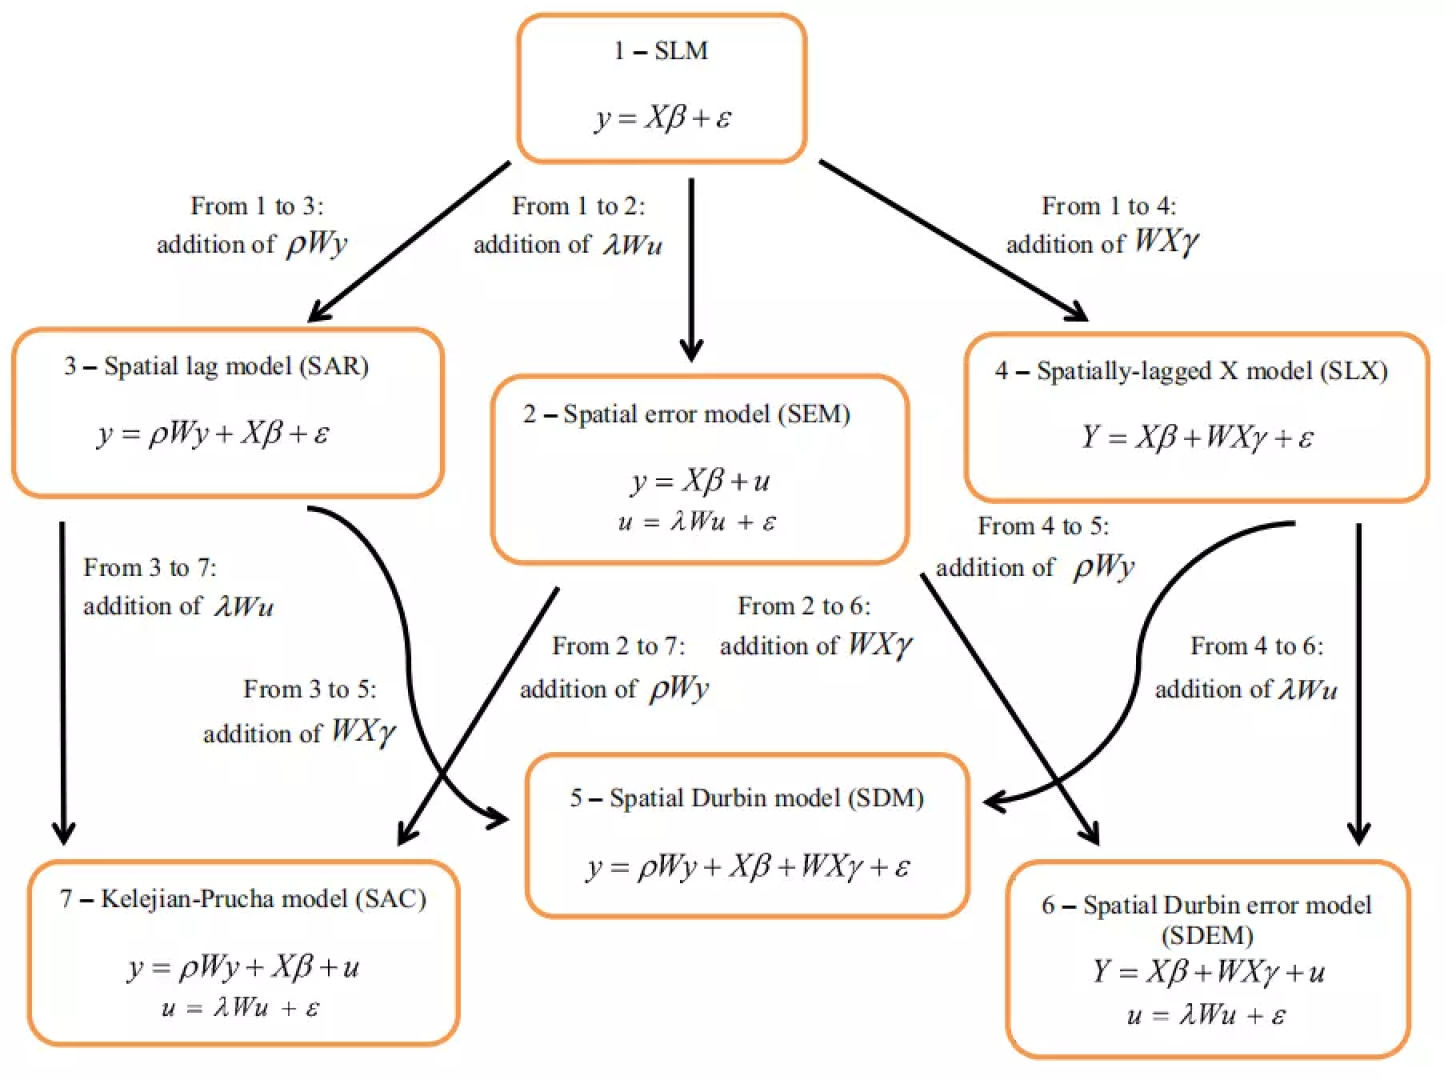 1 – SLM
y = Xβ + ε
From 1 to 3:
addition of ρWy
From 1 to 2:
addition of λWu
From 1 to 4:
addition of WXγ
3 – Spatial lag model (SAR)
y = ρWy + Xβ + ε
2 – Spatial error model (SEM)
y = Xβ + u
u = λWu + ε
4 – Spatially-lagged X model (SLX)
Y = Xβ + WXγ + ε
From 3 to 7:
addition of λWu
From 3 to 5:
addition of WXγ
From 2 to 7:
addition of ρWy
From 2 to 6:
addition of WXγ
From 4 to 5:
addition of ρWy
From 4 to 6:
addition of λWu
7 – Kelejian-Prucha model (SAC)
y = ρWy + Xβ + u
u = λWu + ε
5 – Spatial Durbin model (SDM)
y = ρWy + Xβ + WXγ + ε
6 – Spatial Durbin error model
(SDEM)
Y = Xβ + WXγ + u
u = λWu + ε